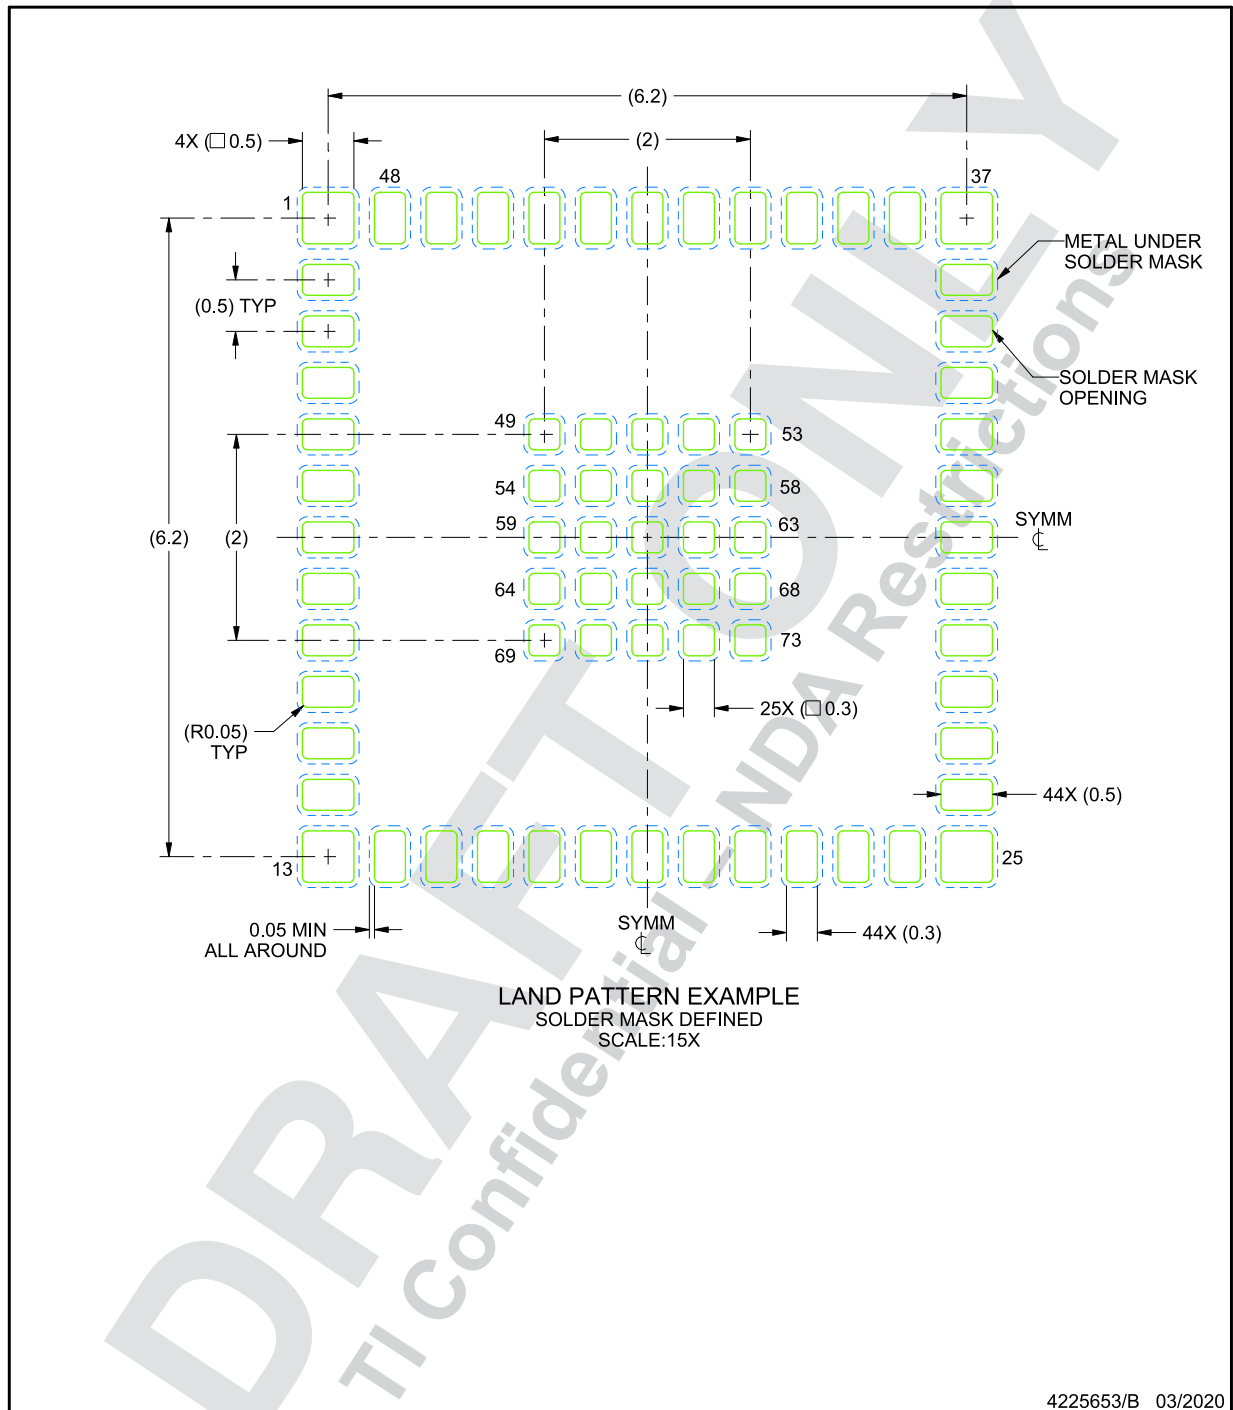 (6.2)
(2)
4X (□ 0.5)
48
37
1
METAL UNDER
SOLDER MASK
(0.5) TYP
SOLDER MASK
OPENING
49
53
54
58
59
63
SYMM
℄
(6.2)
(2)
64
68
69
73
25X (□ 0.3)
(R0.05)
TYP
44X (0.5)
13
25
0.05 MIN
ALL AROUND
SYMM
℄
44X (0.3)
LAND PATTERN EXAMPLE
SOLDER MASK DEFINED
SCALE:15X
DRAFT ONLY
TI Confidential – NDA Restrictions
4225653/B 03/2020